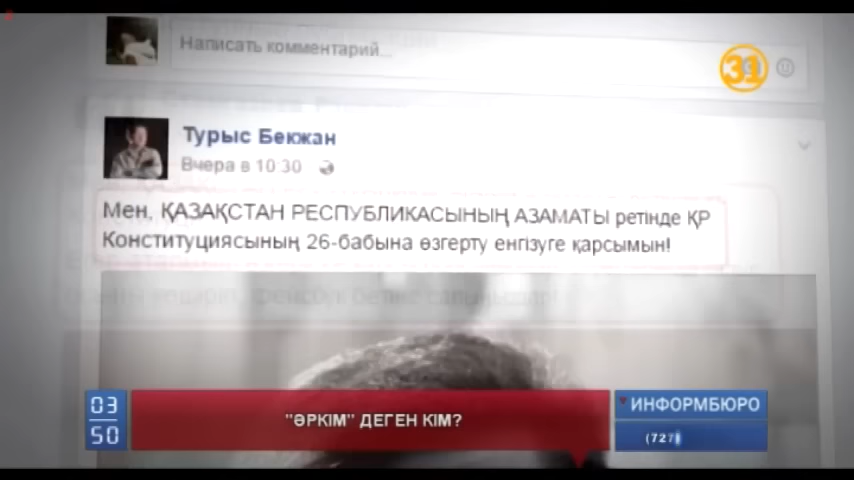 Написать комментарий...
31
Турыс Бекжан
Вчера в 10:30
Мен, ҚАЗАҚСТАН РЕСПУБЛИКАСЫНЫҢ АЗАМАТЫ ретінде ҚР
Конституциясының 26-бабына өзгерту енгізуге қарсымын!
03
50
"ӘРКІМ" ДЕГЕН КІМ?
ИНФОРМБЮРО
(727)